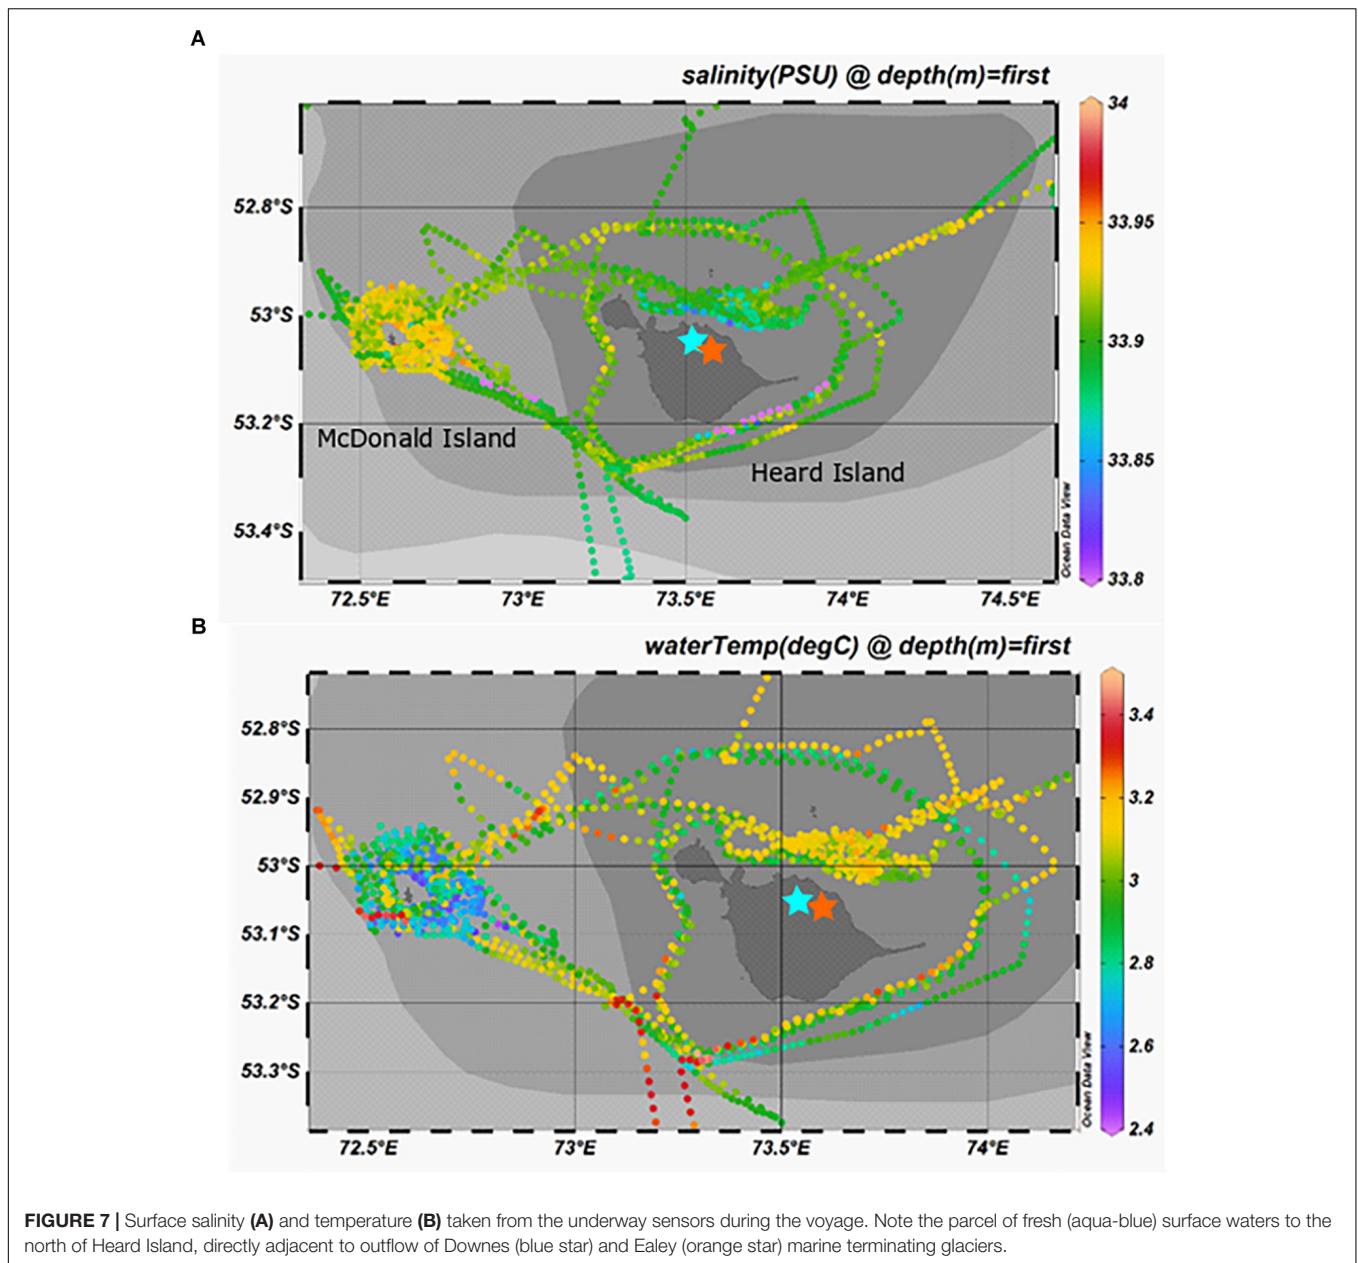 A
salinity(PSU) @ depth(m)=first
34
33.95
33.9
33.85
33.8
52.8°S
53°S
53.2°S
53.4°S
McDonald Island
Heard Island
Ocean Data View
72.5°E 73°E 73.5°E 74°E 74.5°E
B
waterTemp(degC) @ depth(m)=first
3.4
3.2
3
2.8
2.6
2.4
52.8°S
52.9°S
53°S
53.1°S
53.2°S
53.3°S
Ocean Data View
72.5°E 73°E 73.5°E 74°E
FIGURE 7 | Surface salinity (A) and temperature (B) taken from the underway sensors during the voyage. Note the parcel of fresh (aqua-blue) surface waters to the
north of Heard Island, directly adjacent to outflow of Downes (blue star) and Ealey (orange star) marine terminating glaciers.